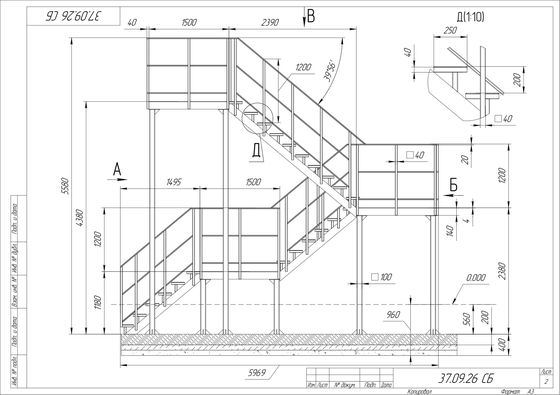 37.09.26 СБ
В
Д(1:10)
40
1500
2390
250
40
200
□40
1200
39°56'
Д
□40
20
1200
А
Б
1495
1500
5580
4380
1200
1180
140
4
2380
□100
0.000
960
560
200
400
5969
Инв. № подл.
Подп. и дата
Взам. инв. №
Инв. № дубл.
Подп. и дата
Изм. Лист
№ докум.
Подп.
Дата
37.09.26 СБ
Лист
2
Копировал
Формат А3